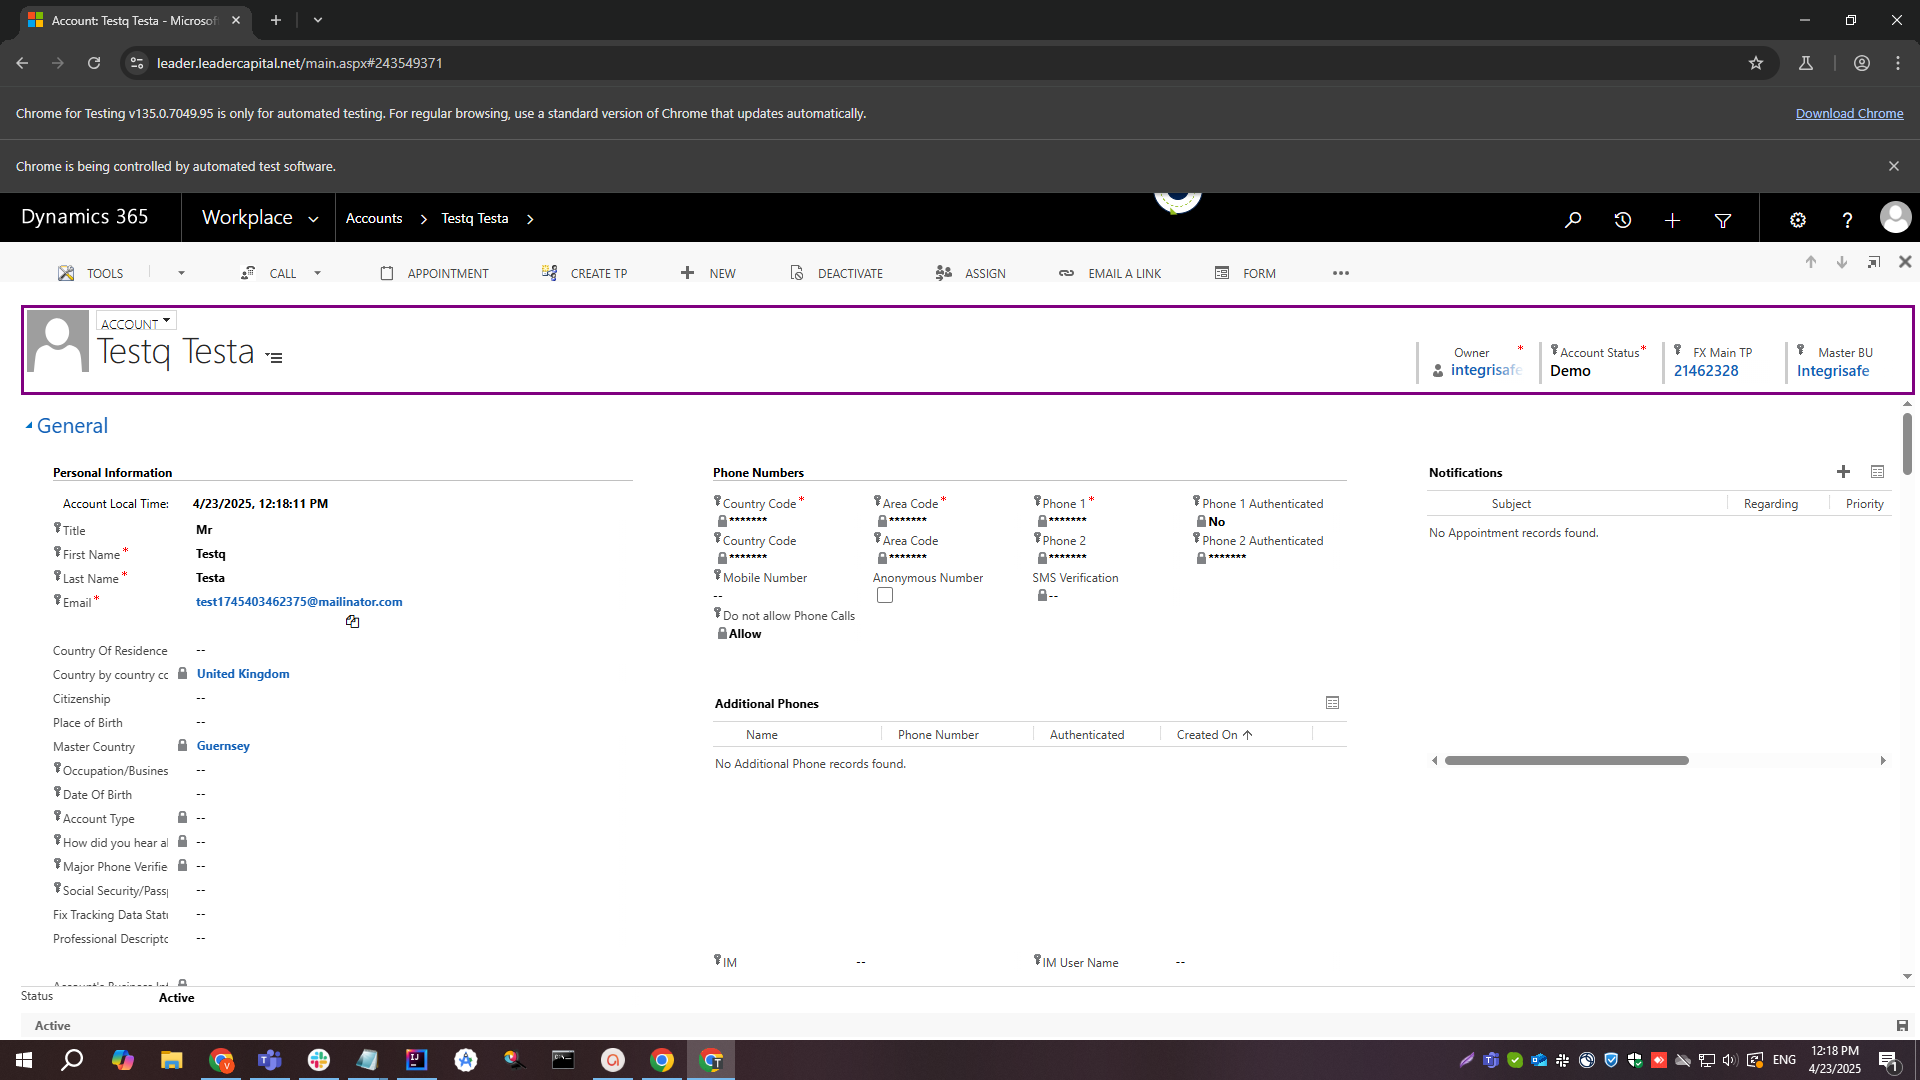 Account: Testq Testa - Microsof
leader.leadercapital.net/main.aspx#243549371
Chrome for Testing v135.0.7049.95 is only for automated testing. For regular browsing, use a standard version of Chrome that updates automatically.
Download Chrome
Chrome is being controlled by automated test software.
Dynamics 365 Workplace Accounts > Testq Testa >
TOOLS CALL APPOINTMENT CREATE TP NEW DEACTIVATE ASSIGN EMAIL A LINK FORM
ACCOUNT
Testq Testa
Owner * Account Status * FX Main TP Master BU
integrisafe Demo 21462328 Integrisafe
General
Personal Information
Account Local Time: 4/23/2025, 12:18:11 PM
Title Mr
First Name * Testq
Last Name * Testa
Email * test1745403462375@mailinator.com
Country Of Residence --
Country by country cc United Kingdom
Citizenship --
Place of Birth --
Master Country Guernsey
Occupation/Busines --
Date Of Birth --
Account Type --
How did you hear a --
Major Phone Verifie --
Social Security/Pass --
Fix Tracking Data Stat --
Professional Descripto --
Phone Numbers
Country Code * Area Code * Phone 1 * Phone 1 Authenticated
******* ******* ******* No
Country Code Area Code Phone 2 Phone 2 Authenticated
******* ******* ******* *******
Mobile Number Anonymous Number SMS Verification
-- --
Do not allow Phone Calls
Allow
Additional Phones
Name Phone Number Authenticated Created On ↑
No Additional Phone records found.
IM -- IM User Name --
Notifications
Subject Regarding Priority
No Appointment records found.
Status Active
Active
ENG
12:18 PM
4/23/2025
1